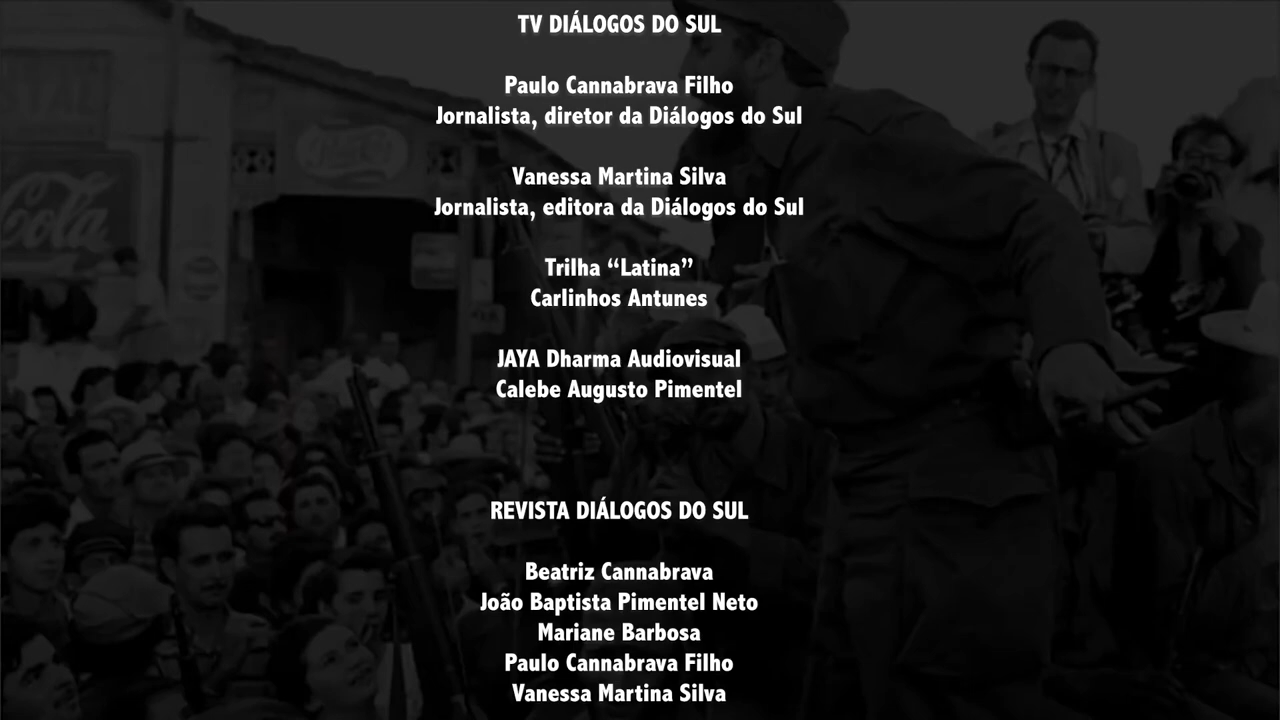 TV DIÁLOGOS DO SUL
Paulo Cannabrava Filho
Jornalista, diretor da Diálogos do Sul
Vanessa Martina Silva
Jornalista, editora da Diálogos do Sul
Trilha “Latina”
Carlinhos Antunes
JAYA Dharma Audiovisual
Calebe Augusto Pimentel
REVISTA DIÁLOGOS DO SUL
Beatriz Cannabrava
João Baptista Pimentel Neto
Mariane Barbosa
Paulo Cannabrava Filho
Vanessa Martina Silva
Cola